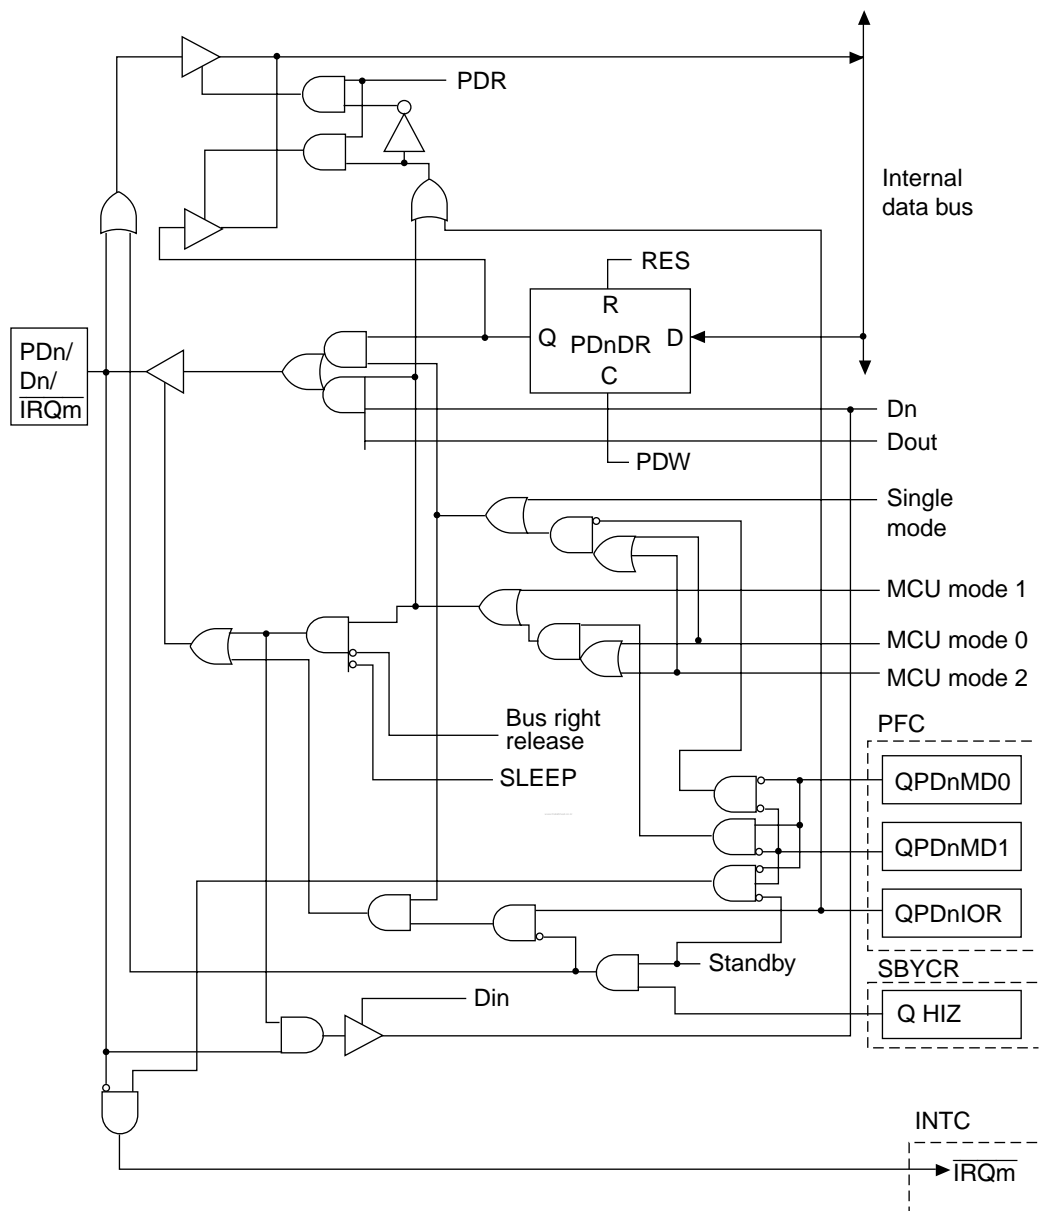 PDR
Internal
data bus
RES
R
Q
PDnDR
D
C
PDn/
Dn/
IRQm
Dn
Dout
PDW
Single
mode
MCU mode 1
MCU mode 0
MCU mode 2
Bus right
release
PFC
SLEEP
QPDnMD0
QPDnMD1
QPDnIOR
Standby
SBYCR
Din
Q HIZ
INTC
IRQm